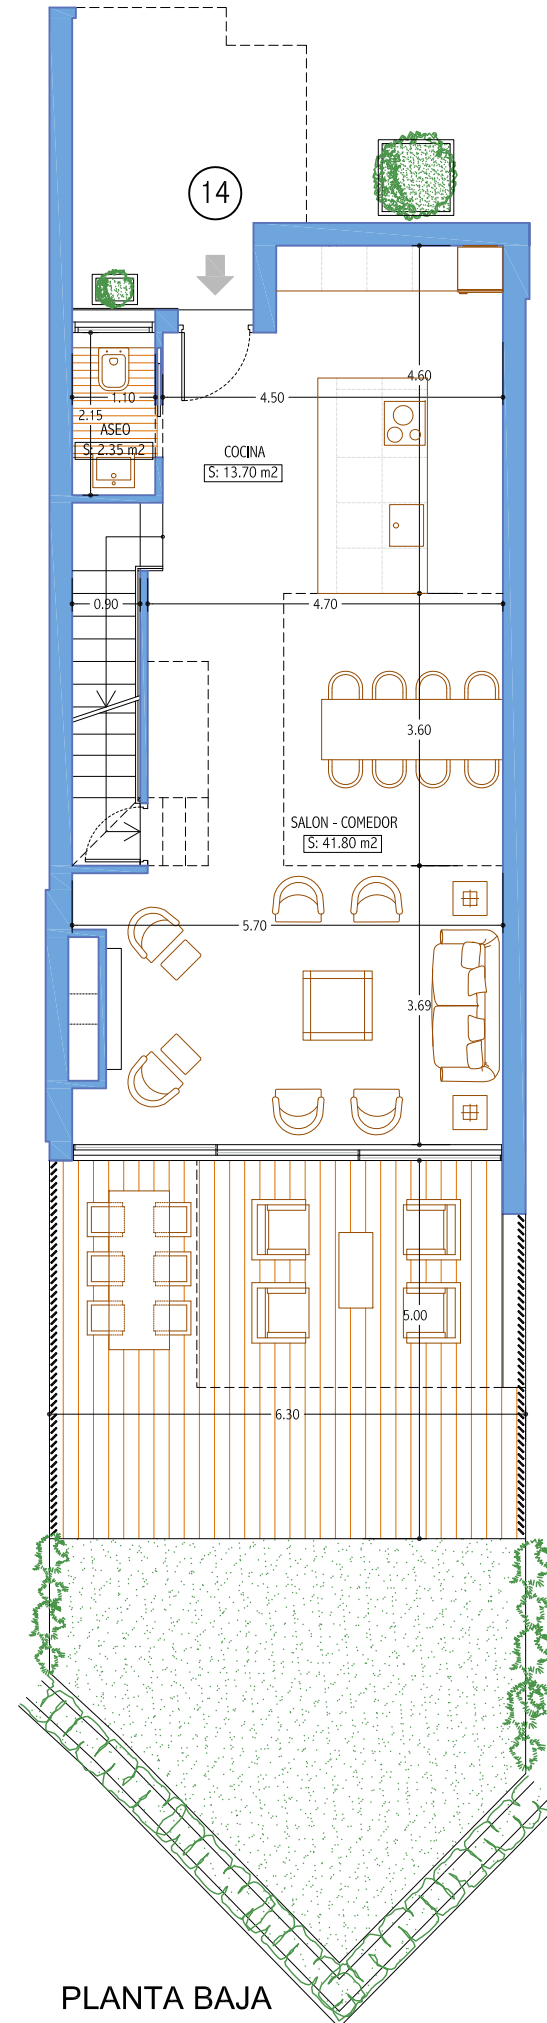 14
4.60
1.10
4.50
2.15
ASEO
S: 2.35 m2
COCINA
S: 13.70 m2
0.90
4.70
3.60
SALON - COMEDOR
S: 41.80 m2
5.70
3.69
5.00
6.30
PLANTA BAJA